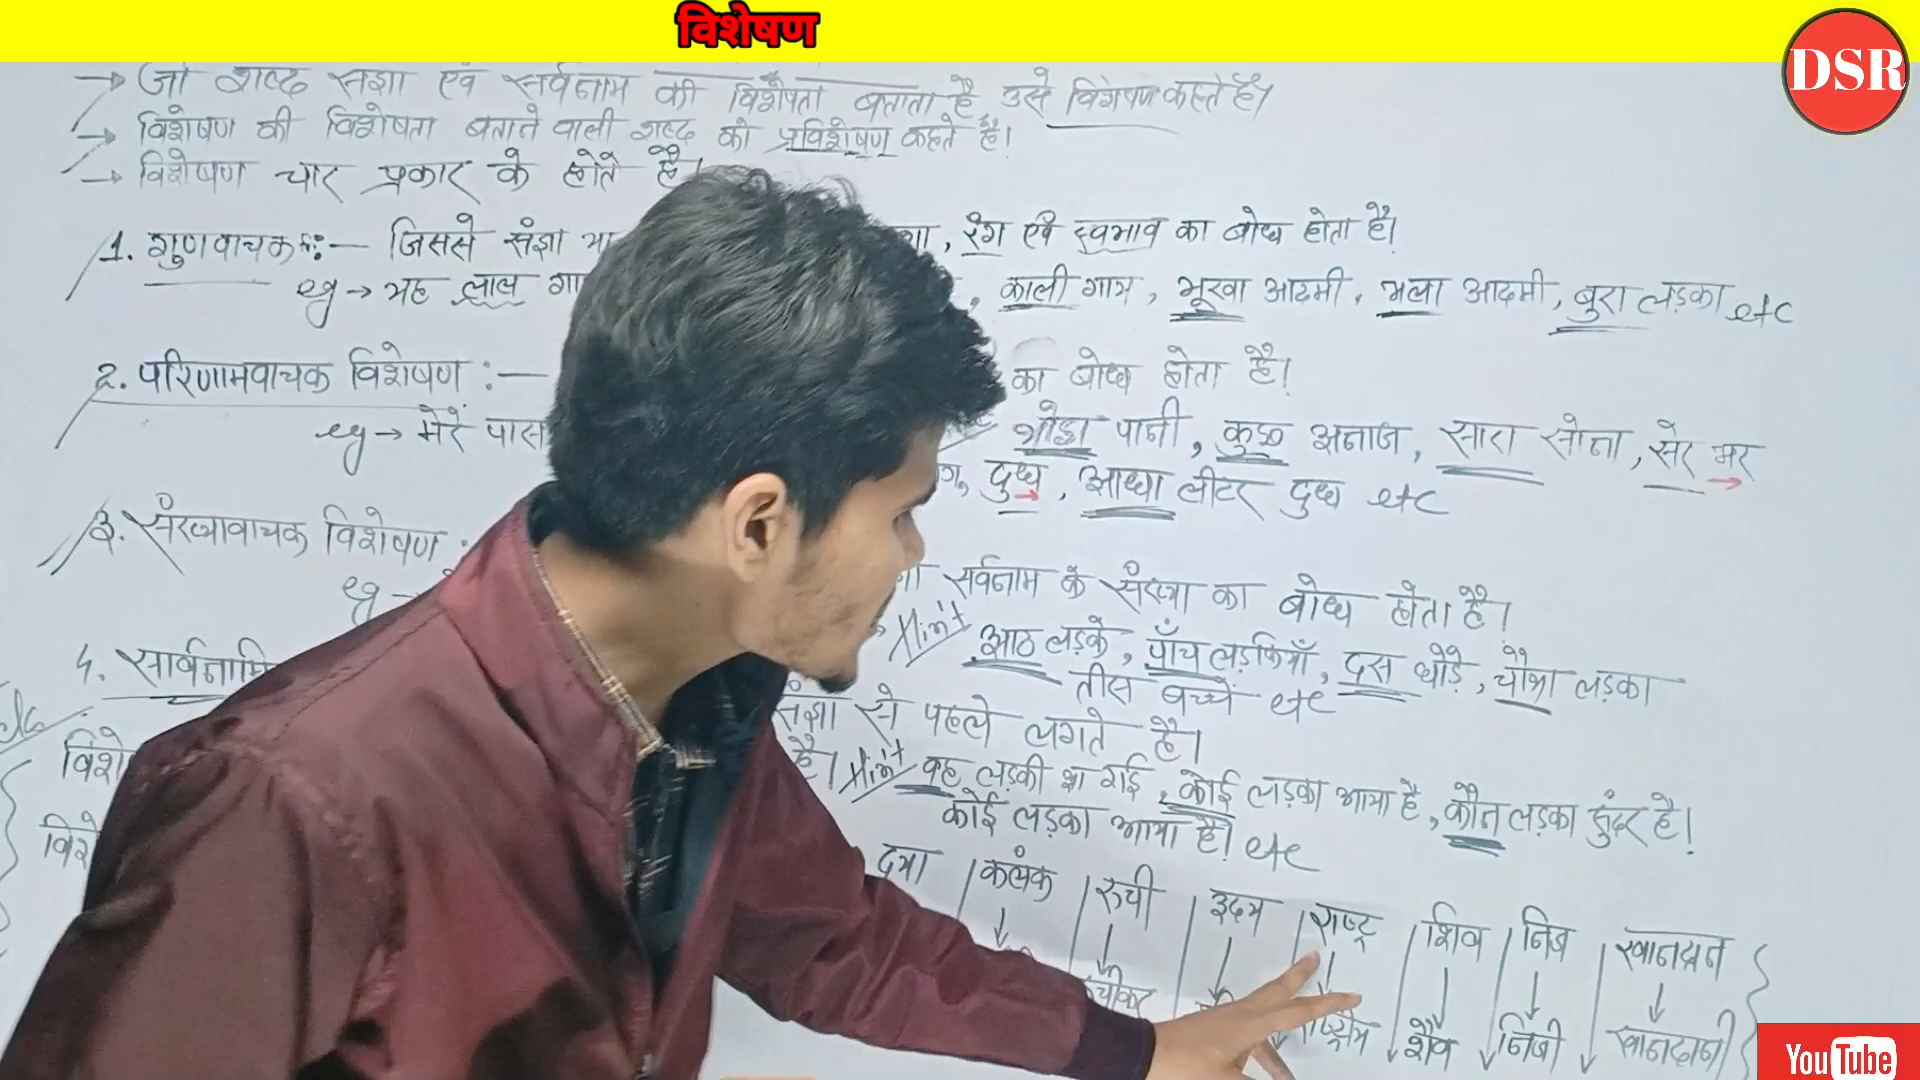 विशेषण
DSR
→ जो शब्द संज्ञा एवं सर्वनाम की विशेषता बताता है उसे विशेषण कहते हैं।
→ विशेषण की विशेषता बताने वाली शब्द को प्रविशेषण कहते हैं।
→ विशेषण चार प्रकार के होते हैं।
1. गुणवाचक :— जिससे संज्ञा या , रंग एवं स्वभाव का बोध होता है।
eg → यह लाल , काली गाय, भूखा आदमी, भला आदमी, बुरा लड़का etc
2. परिणामवाचक विशेषण :— का बोध होता है।
eg → मेरे पास थोड़ा पानी, कुछ अनाज, सारा सोना, सेर भर
दुध, आधा लीटर दुध etc
3. संख्यावाचक विशेषण : सर्वनाम के संख्या का बोध होता है।
eg → Hint आठ लड़के, पाँच लड़कियाँ, दस घोड़े, चौथा लड़का
तीस बच्चे etc
4. संज्ञा से पहले लगते है।
है। Hint वह लड़की आ गई, कोई लड़का आया है, कौन लड़का सुंदर है।
कोई लड़का आया है। etc
दया कलंक रुची उदय राष्ट्र शिव निज खानदान
शैव निजी खानदानी
YouTube